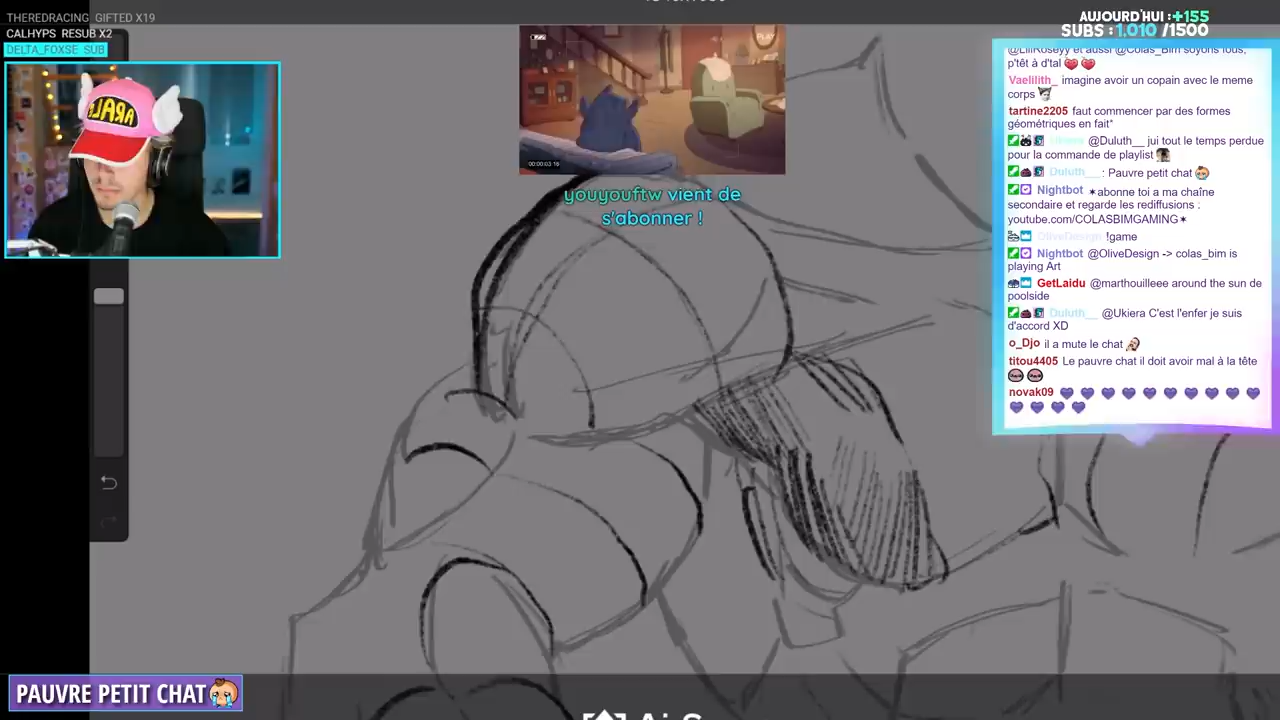 THEREDRACING GIFTED X19
CALHYPS RESUB X2
DELTA_FOXSE SUB
ARALE
PLAY
00:00:03:16
youyouftw vient de
s'abonner !
AUJOURD'HUI :+155
SUBS : 1.010 /1500
@LiliRoseyy et aussi @Colas_Bim soyons fous,
p'têt à d'tal ❤️ ❤️
Vaelilith_ imagine avoir un copain avec le meme
corps
tartine2205 faut commencer par des formes
géométriques en fait*
@Duluth__ jui tout le temps perdue
pour la commande de playlist
Duluth__ : Pauvre petit chat
Nightbot ✶abonne toi a ma chaîne
secondaire et regarde les rediffusions :
youtube.com/COLASBIMGAMING✶
OliveDesign !game
Nightbot @OliveDesign -> colas_bim is
playing Art
GetLaidu @marthouilleee around the sun de
poolside
Duluth__ @Ukiera C'est l'enfer je suis
d'accord XD
o_Djo il a mute le chat
titou4405 Le pauvre chat il doit avoir mal à la tête
novak09 💜 💜 💜 💜 💜 💜 💜 💜 💜 💜
💜 💜 💜 💜
PAUVRE PETIT CHAT😭